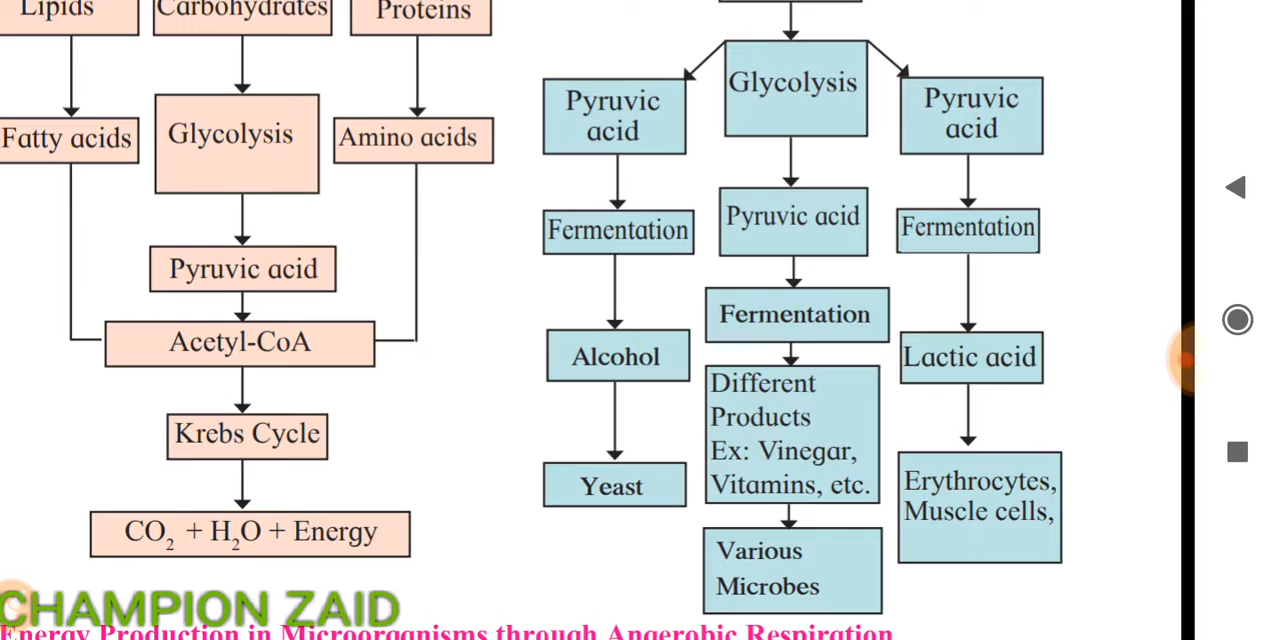 Lipids
Carbohydrates
Proteins
Fatty acids
Glycolysis
Amino acids
Pyruvic acid
Acetyl-CoA
Krebs Cycle
CO₂ + H₂O + Energy
Glycolysis
Pyruvic
acid
Fermentation
Alcohol
Yeast
Pyruvic acid
Fermentation
Different
Products
Ex: Vinegar,
Vitamins, etc.
Various
Microbes
Pyruvic
acid
Fermentation
Lactic acid
Erythrocytes,
Muscle cells,
CHAMPION ZAID
Energy Production in Microorganisms through Anaerobic Respiration